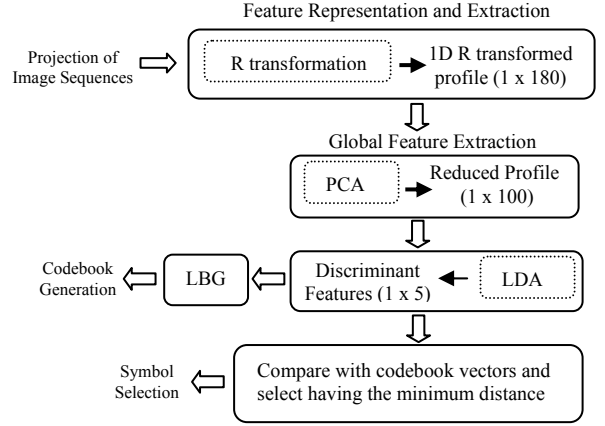 Feature Representation and Extraction
Projection of
Image Sequences
R transformation
1D R transformed
profile (1 x 180)
Global Feature Extraction
PCA
Reduced Profile
(1 x 100)
Codebook
Generation
LBG
Discriminant
Features (1 x 5)
LDA
Symbol
Selection
Compare with codebook vectors and
select having the minimum distance